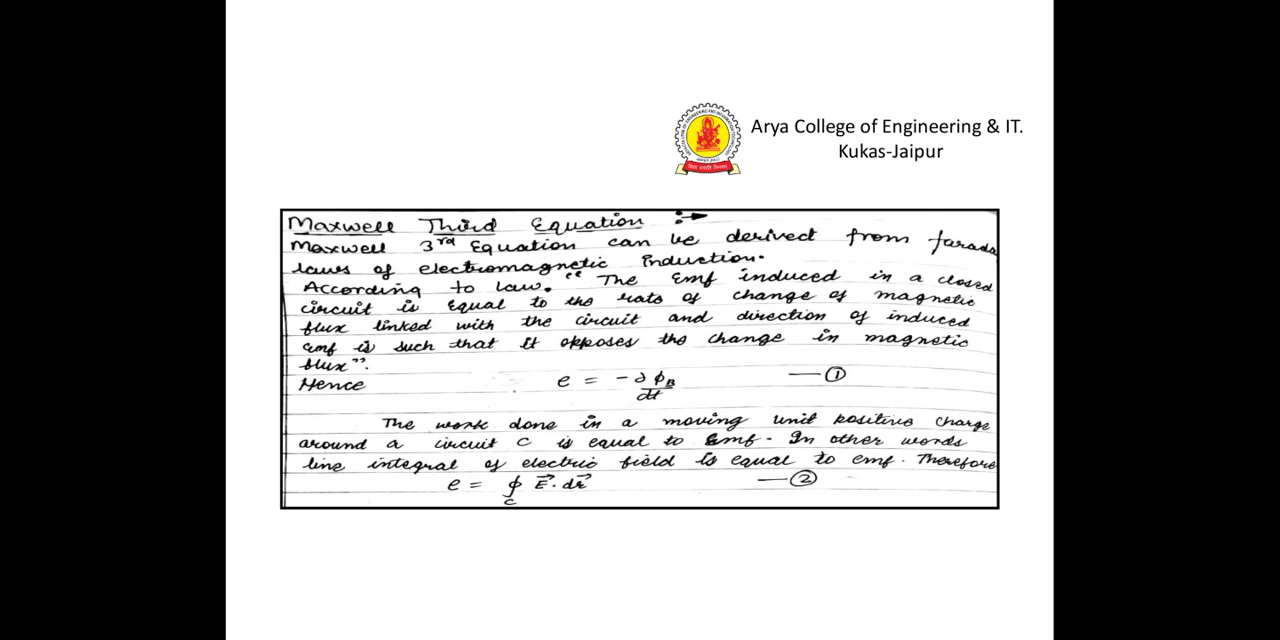 Arya College of Engineering & IT.
Kukas-Jaipur
Maxwell Third Equation :→
Maxwell 3rd Equation can be derived from farada
laws of electromagnetic Induction.
According to law. "The Emf induced in a closed
circuit is equal to the rate of change of magnetic
flux linked with the circuit and direction of induced
emf is such that it opposes the change in magnetic
flux".
Hence e = -∂ϕ_B/dt —①
The work done in a moving unit positive charge
around a circuit C is equal to Emf. In other words
line integral of electric field is equal to emf. Therefore
e = ∮_C E⃗.dr⃗ —②